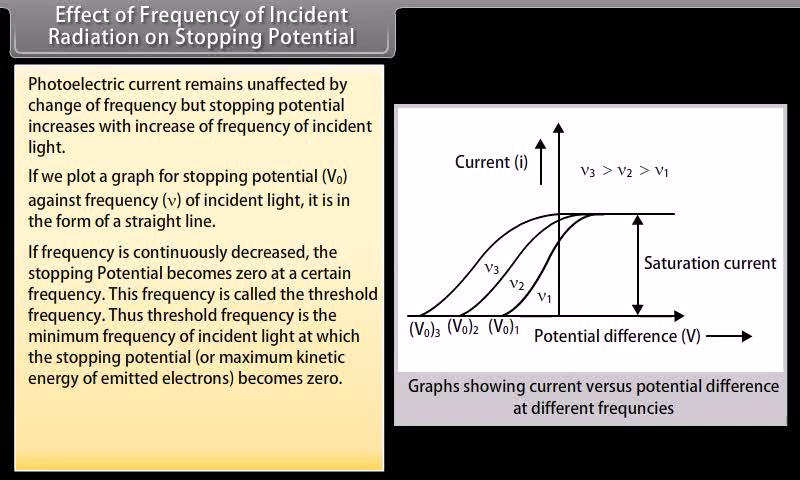 Effect of Frequency of Incident
Radiation on Stopping Potential
Photoelectric current remains unaffected by
change of frequency but stopping potential
increases with increase of frequency of incident
light.
If we plot a graph for stopping potential (V₀)
against frequency (ν) of incident light, it is in
the form of a straight line.
If frequency is continuously decreased, the
stopping Potential becomes zero at a certain
frequency. This frequency is called the threshold
frequency. Thus threshold frequency is the
minimum frequency of incident light at which
the stopping potential (or maximum kinetic
energy of emitted electrons) becomes zero.
Current (i)
ν₃ > ν₂ > ν₁
ν₃
ν₂
ν₁
Saturation current
(V₀)₃ (V₀)₂ (V₀)₁
Potential difference (V)
Graphs showing current versus potential difference
at different frequncies